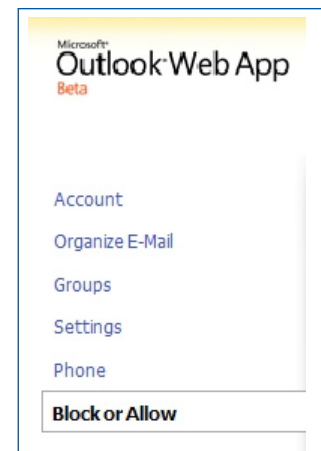 Microsoft®
Outlook Web App
Beta
Account
Organize E-Mail
Groups
Settings
Phone
Block or Allow